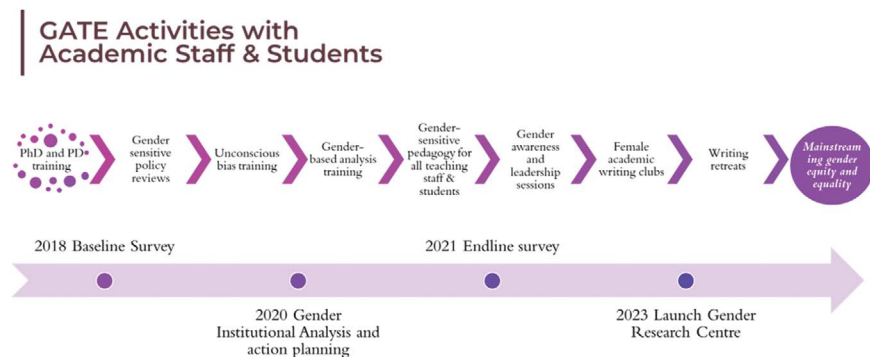 GATE Activities with
Academic Staff & Students
PhD and PD
training
Gender
sensitive
policy
reviews
Unconscious
bias training
Gender-
based analysis
training
Gender-
sensitive
pedagogy for
all teaching
staff &
students
Gender
awareness
and
leadership
sessions
Female
academic
writing clubs
Writing
retreats
Mainstream
ing gender
equity and
equality
2018 Baseline Survey
2021 Endline survey
2020 Gender
Institutional Analysis and
action planning
2023 Launch Gender
Research Centre